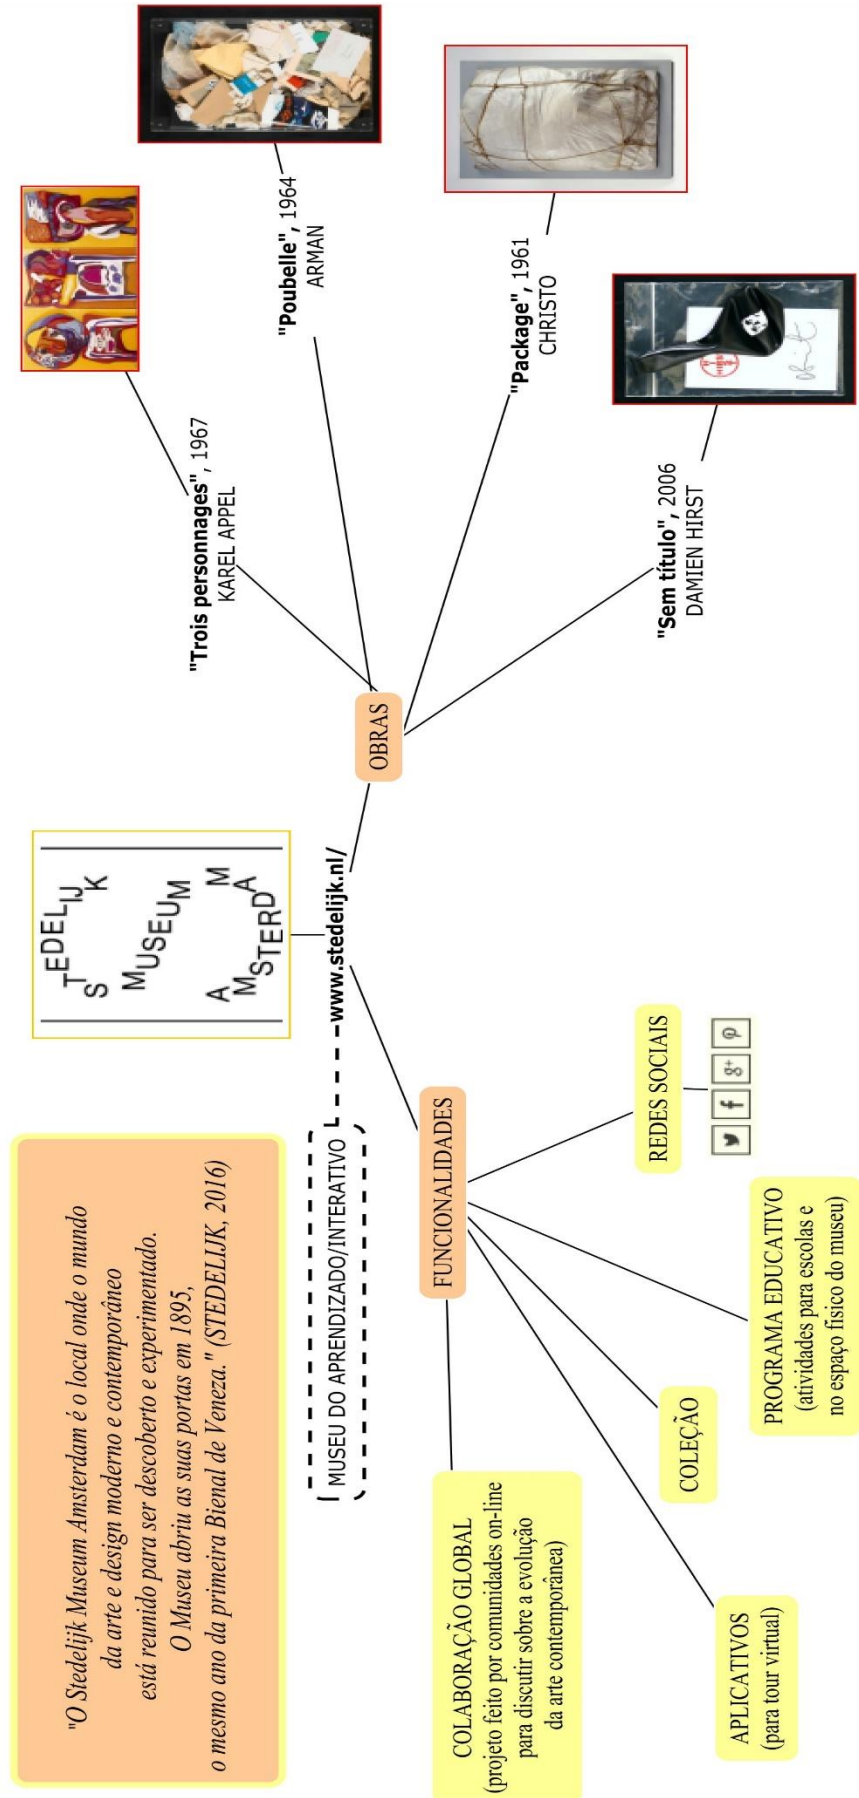 "O Stedelijk Museum Amsterdam é o local onde o mundo
da arte e design moderno e contemporâneo
está reunido para ser descoberto e experimentado.
O Museu abriu as suas portas em 1895,
o mesmo ano da primeira Bienal de Veneza." (STEDELIJK, 2016)
STEDELIJK
MUSEUM
AMSTERDAM
MUSEU DO APRENDIZADO/INTERATIVO
www.stedelijk.nl/
FUNCIONALIDADES
COLABORAÇÃO GLOBAL
(projeto feito por comunidades on-line
para discutir sobre a evolução
da arte contemporânea)
APLICATIVOS
(para tour virtual)
COLEÇÃO
PROGRAMA EDUCATIVO
(atividades para escolas e
no espaço físico do museu)
REDES SOCIAIS
f
g+
OBRAS
"Trois personnages", 1967
KAREL APPEL
"Poubelle", 1964
ARMAN
"Package", 1961
CHRISTO
"Sem título", 2006
DAMIEN HIRST